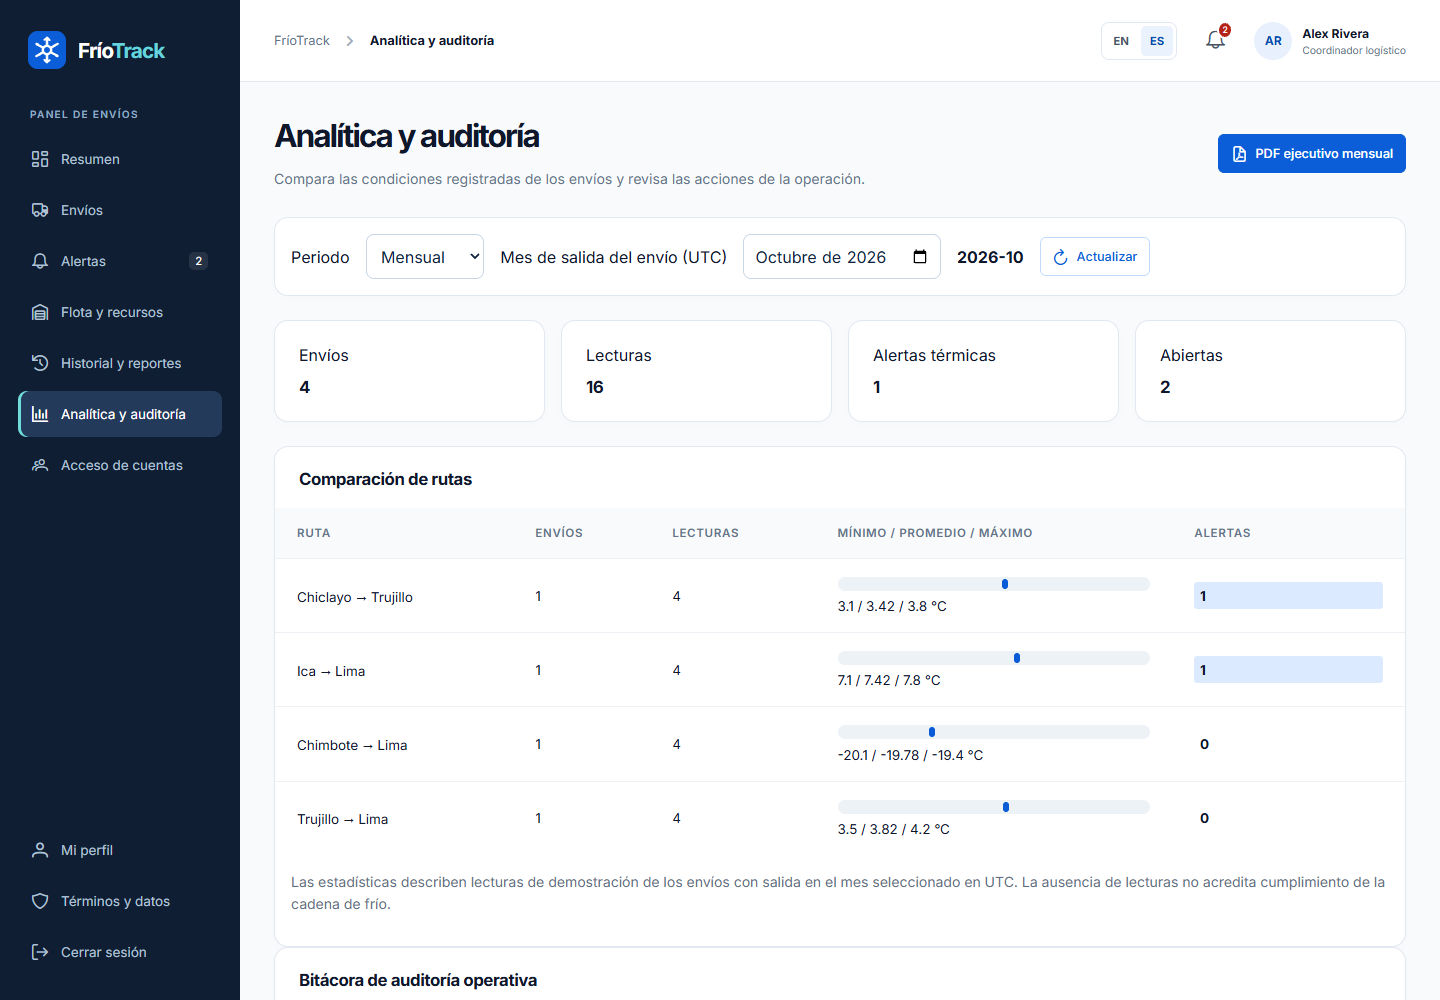 FríoTrack
PANEL DE ENVÍOS
Resumen
Envíos
Alertas 2
Flota y recursos
Historial y reportes
Analítica y auditoría
Acceso de cuentas
Mi perfil
Términos y datos
Cerrar sesión
FríoTrack > Analítica y auditoría
EN ES
2
AR
Alex Rivera
Coordinador logístico
Analítica y auditoría
Compara las condiciones registradas de los envíos y revisa las acciones de la operación.
PDF ejecutivo mensual
Periodo Mensual Mes de salida del envío (UTC) Octubre de 2026 2026-10 Actualizar
Envíos
4
Lecturas
16
Alertas térmicas
1
Abiertas
2
Comparación de rutas
RUTA ENVÍOS LECTURAS MÍNIMO / PROMEDIO / MÁXIMO ALERTAS
Chiclayo → Trujillo 1 4 3.1 / 3.42 / 3.8 °C 1
Ica → Lima 1 4 7.1 / 7.42 / 7.8 °C 1
Chimbote → Lima 1 4 -20.1 / -19.78 / -19.4 °C 0
Trujillo → Lima 1 4 3.5 / 3.82 / 4.2 °C 0
Las estadísticas describen lecturas de demostración de los envíos con salida en el mes seleccionado en UTC. La ausencia de lecturas no acredita cumplimiento de la
cadena de frío.
Bitácora de auditoría operativa